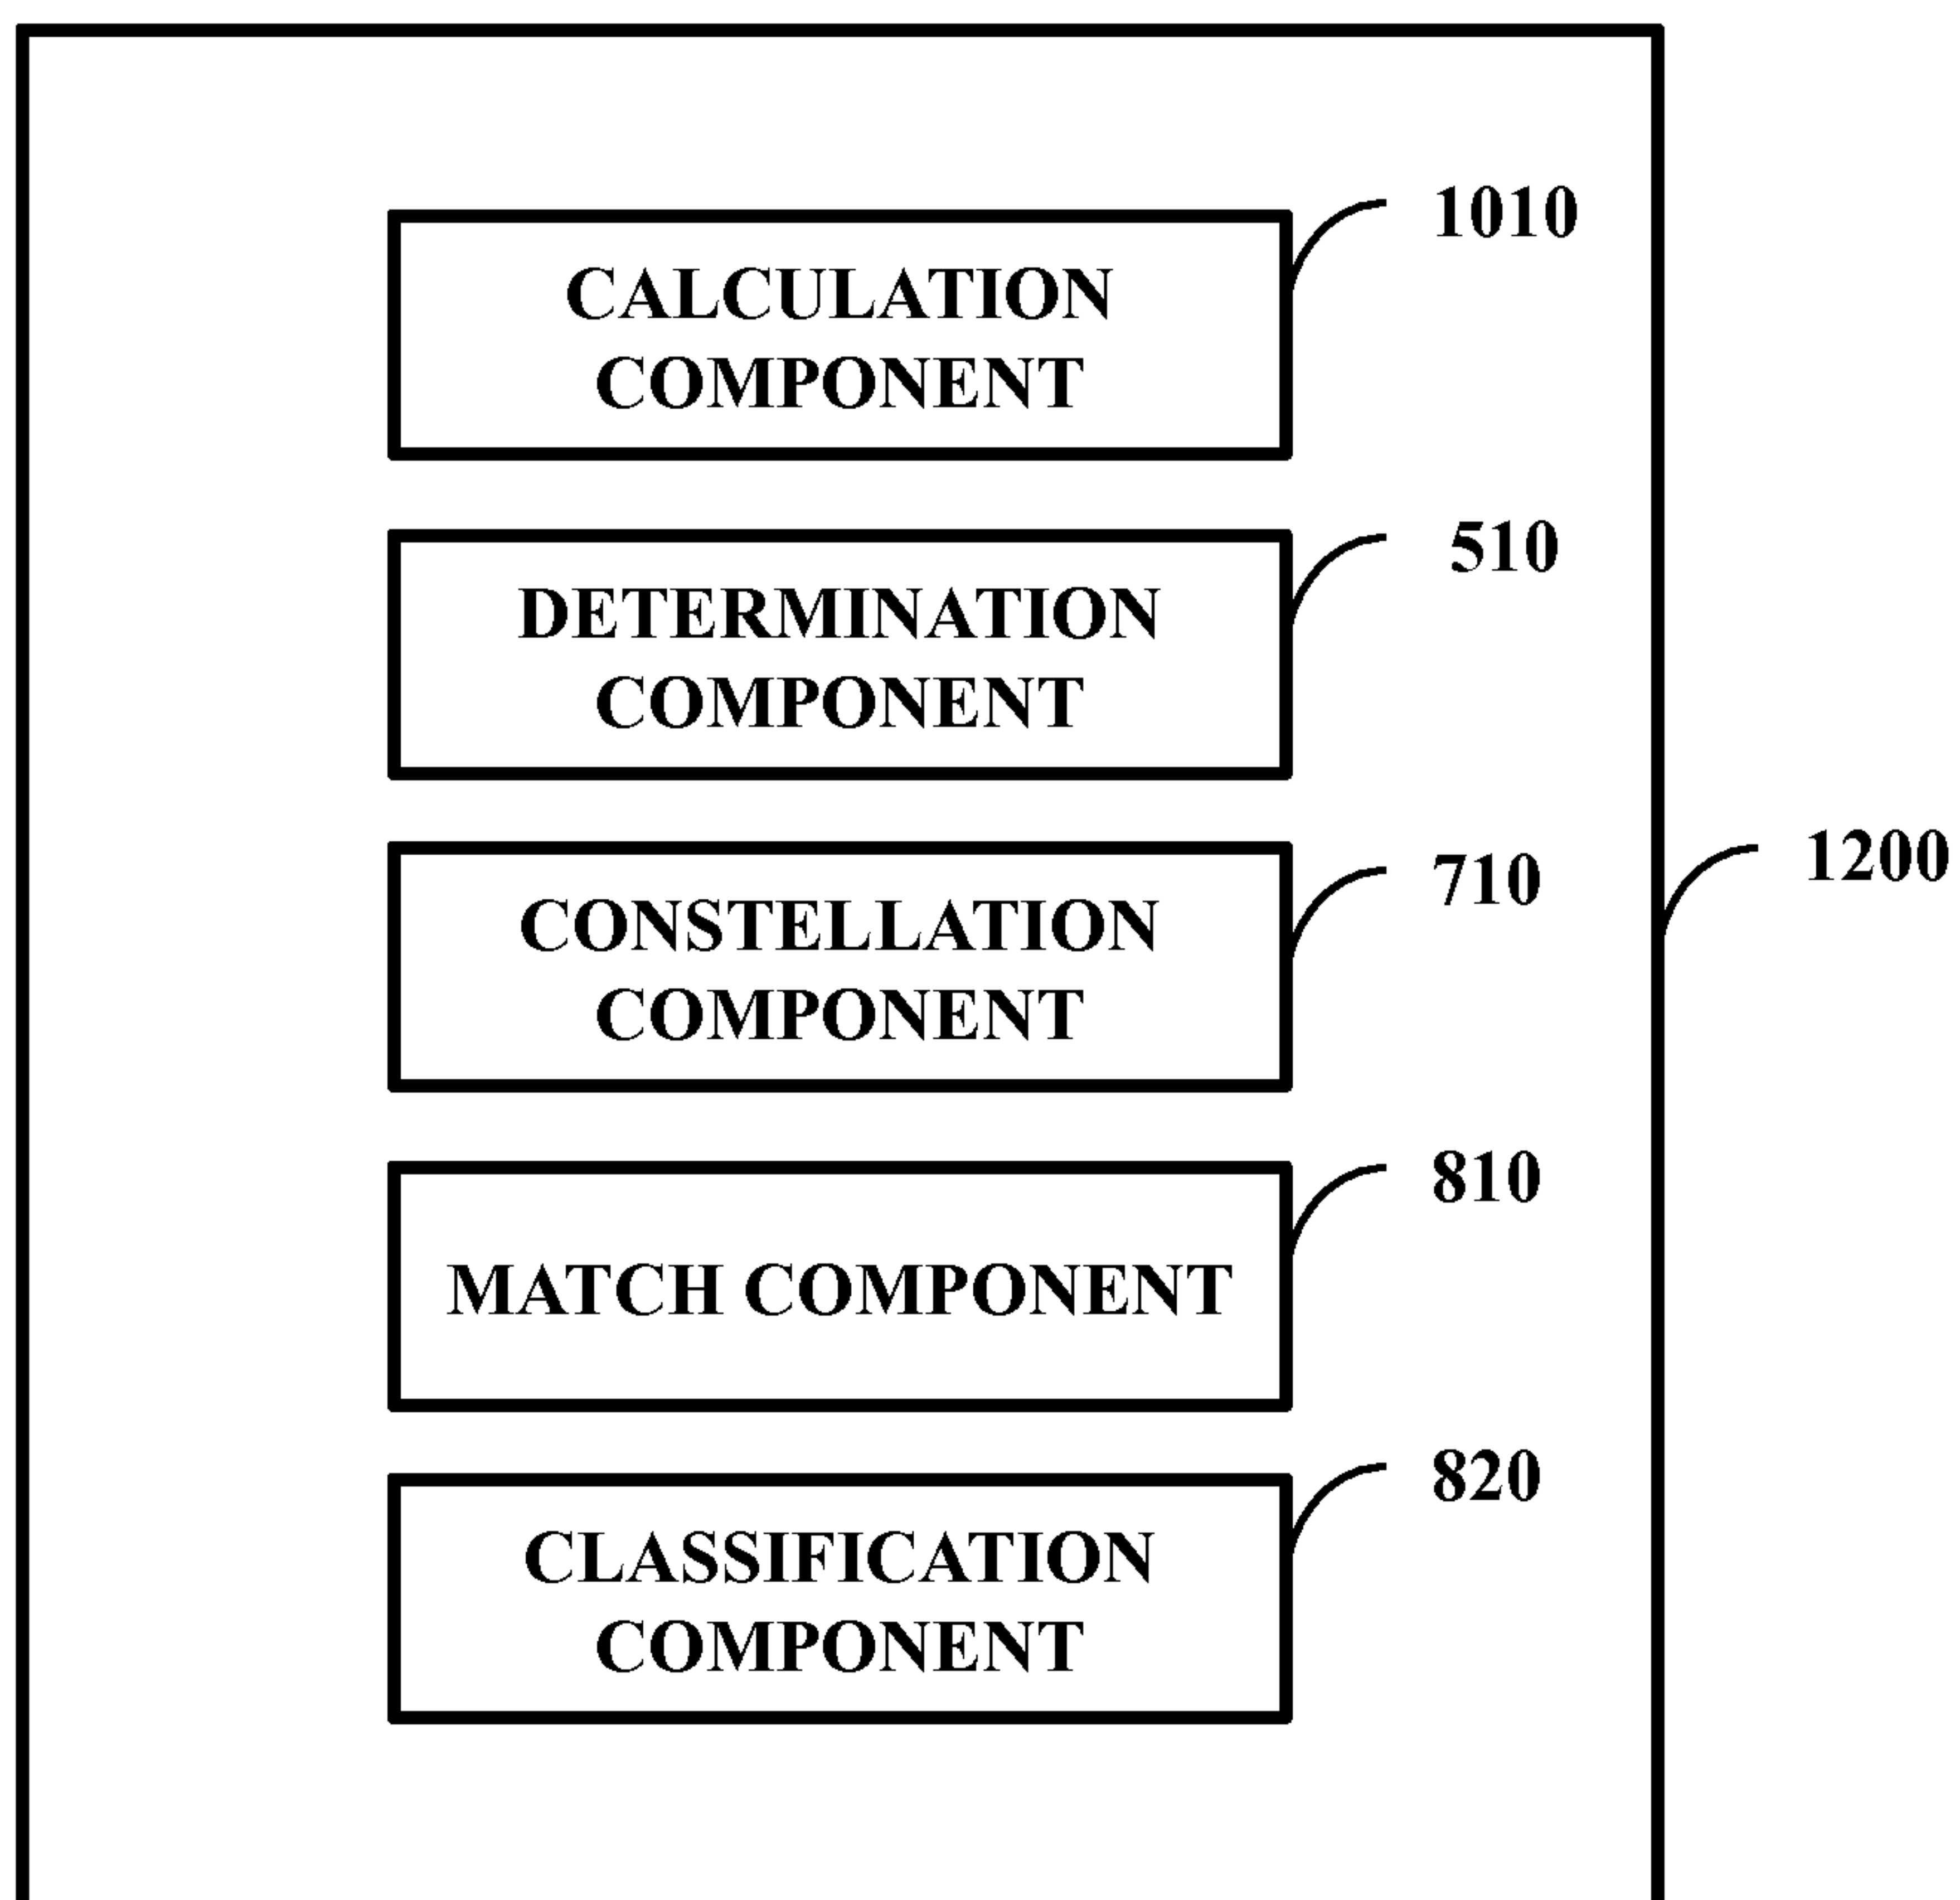 1010
CALCULATION
COMPONENT
510
DETERMINATION
COMPONENT
710
CONSTELLATION
COMPONENT
1200
810
MATCH COMPONENT
820
CLASSIFICATION
COMPONENT